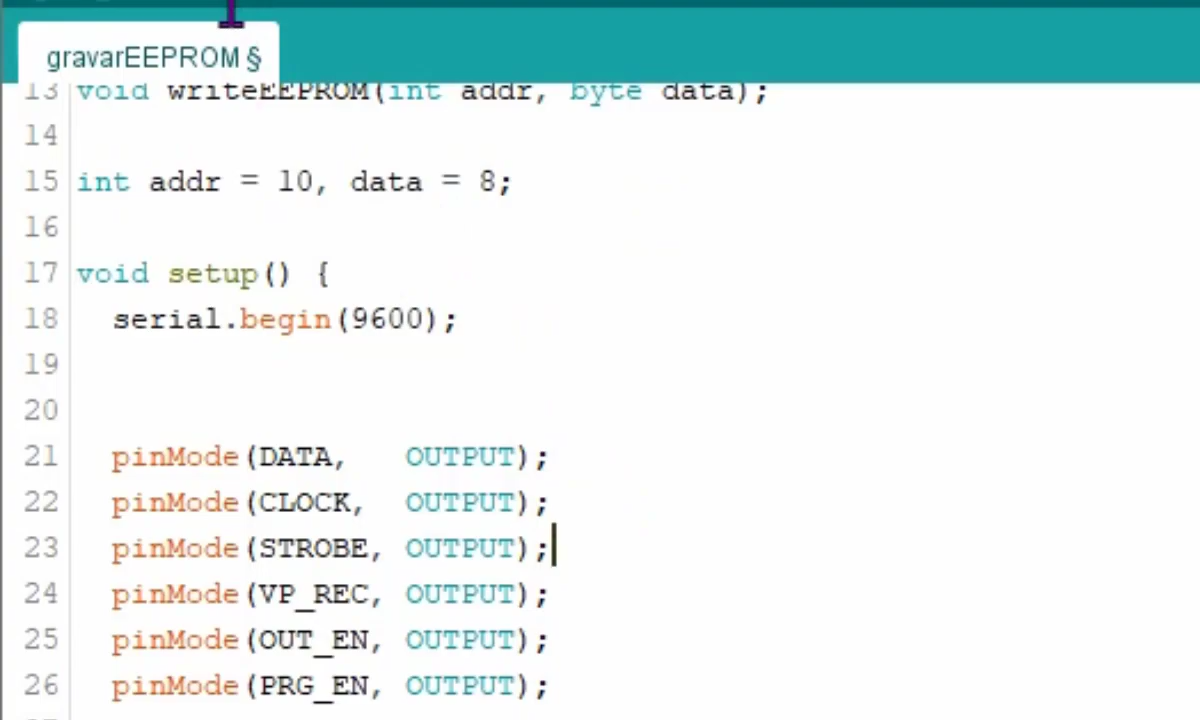 gravarEEPROM §
13 void writeEEPROM(int addr, byte data);
14
15 int addr = 10, data = 8;
16
17 void setup() {
18   serial.begin(9600);
19
20
21   pinMode(DATA,   OUTPUT);
22   pinMode(CLOCK,  OUTPUT);
23   pinMode(STROBE, OUTPUT);
24   pinMode(VP_REC, OUTPUT);
25   pinMode(OUT_EN, OUTPUT);
26   pinMode(PRG_EN, OUTPUT);